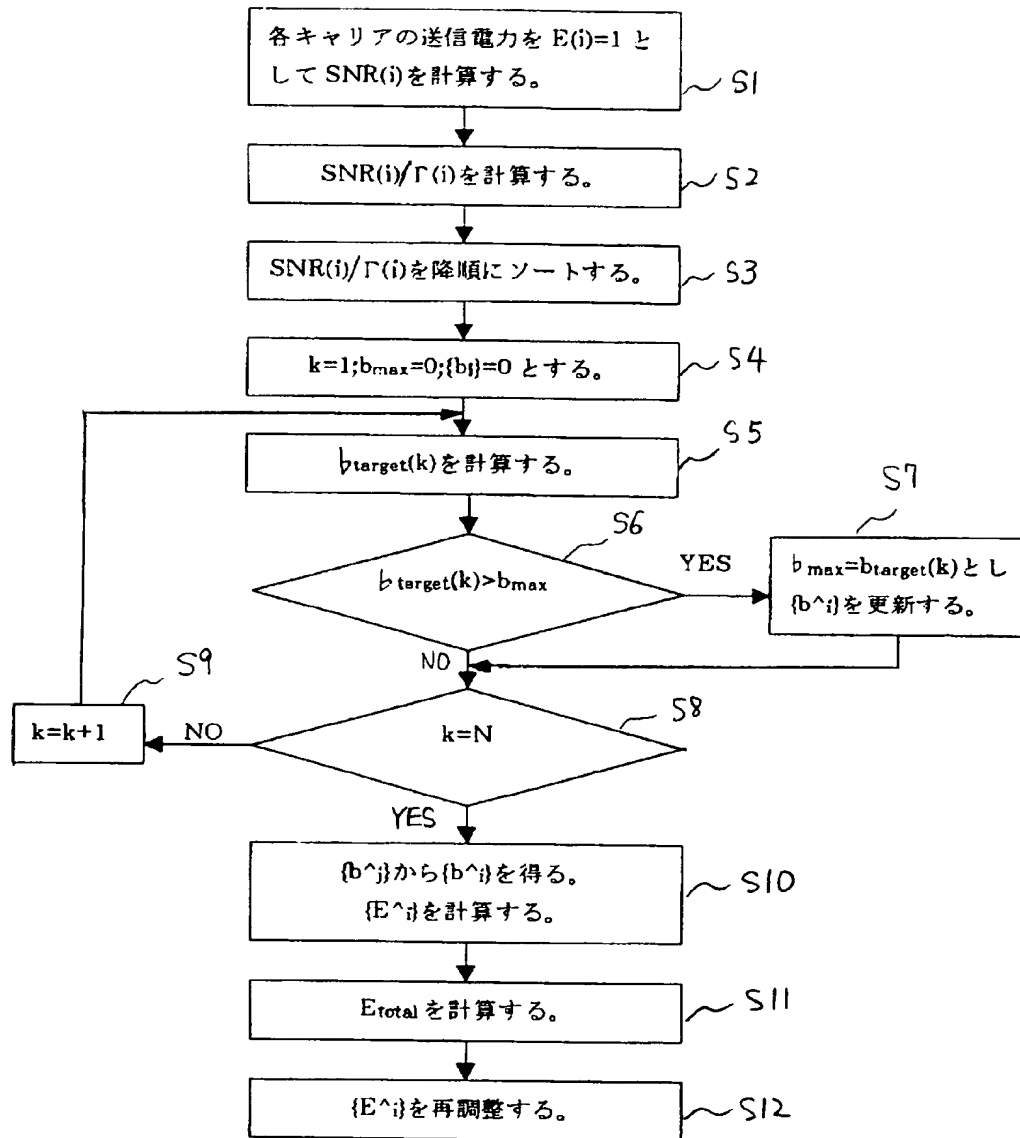 各キャリアの送信電力を E(i)=1 と
して SNR(i)を計算する。
S1
SNR(i)/Γ(i)を計算する。
S2
SNR(i)/Γ(i)を降順にソートする。
S3
k=1;bmax=0;{bj}=0 とする。
S4
btarget(k)を計算する。
S5
btarget(k)>bmax
S6
YES
NO
bmax=btarget(k)とし
{b^j}を更新する。
S7
k=N
S8
NO
YES
k=k+1
S9
{b^j}から{b^i}を得る。
{E^i}を計算する。
S10
Etotal を計算する。
S11
{E^i}を再調整する。
S12